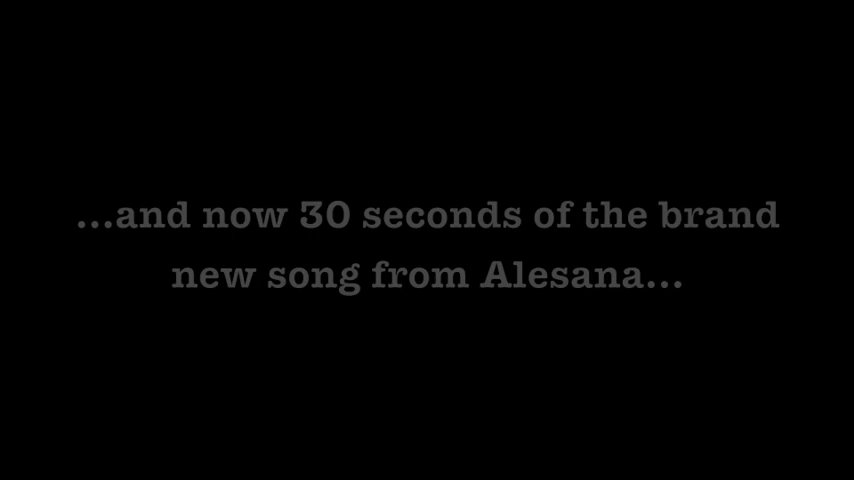 ...and now 30 seconds of the brand
new song from Alesana...